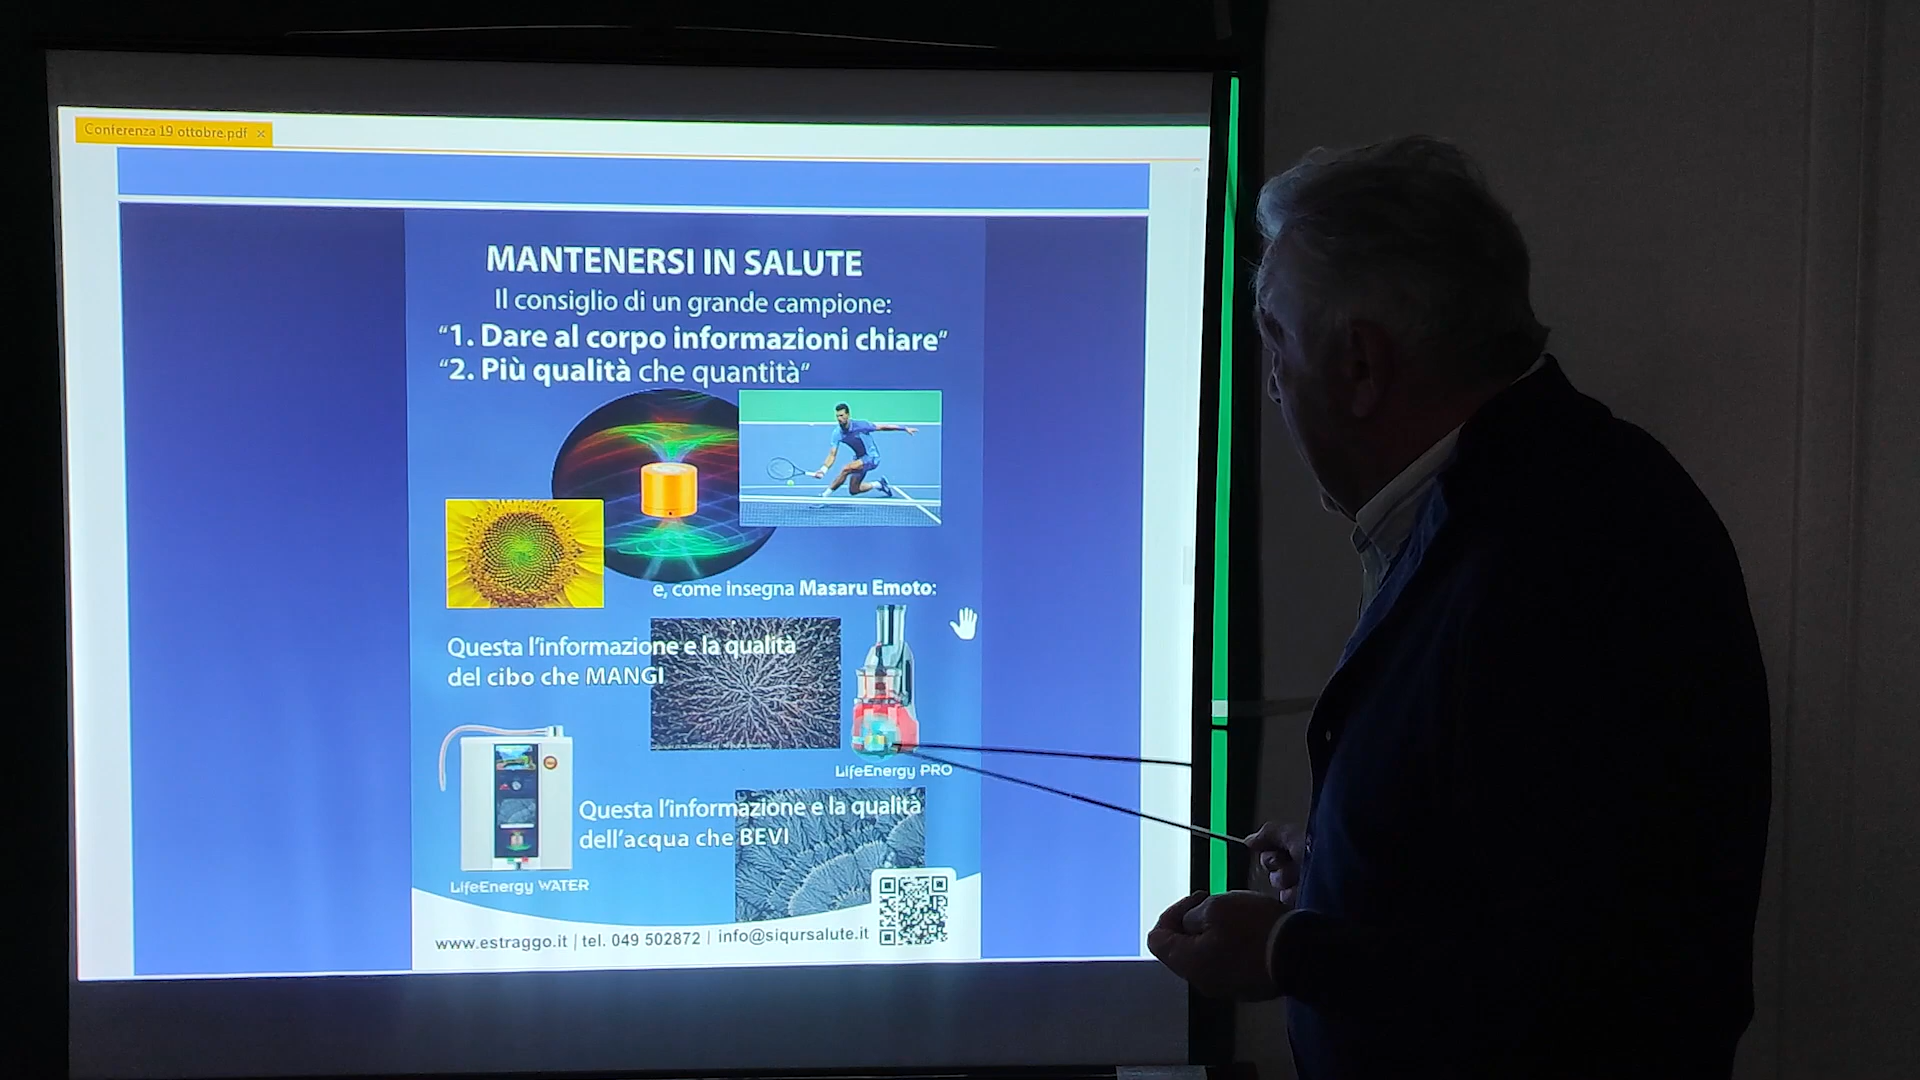 Conferenza 19 ottobre.pdf ×
MANTENERSI IN SALUTE
Il consiglio di un grande campione:
“1. Dare al corpo informazioni chiare”
“2. Più qualità che quantità”
e, come insegna Masaru Emoto:
Questa l'informazione e la qualità
del cibo che MANGI
LifeEnergy PRO
Questa l'informazione e la qualità
dell'acqua che BEVI
LifeEnergy WATER
www.estraggo.it | tel. 049 502872 | info@siqursalute.it